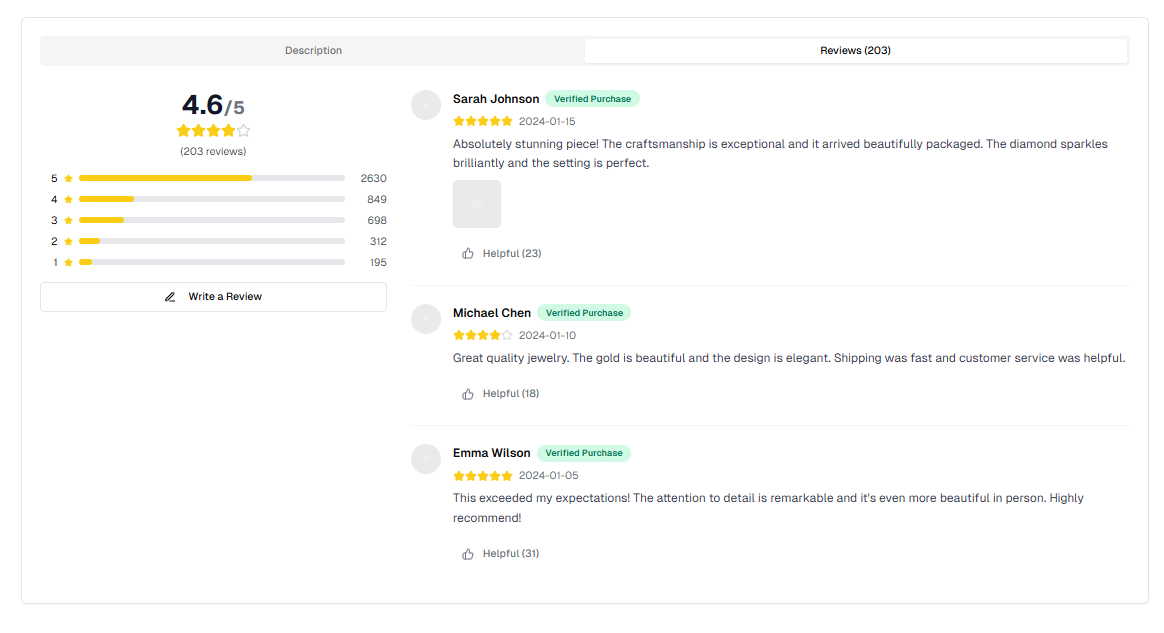 Description
Reviews (203)
4.6/5
(203 reviews)
5 2630
4 849
3 698
2 312
1 195
Write a Review
Sarah Johnson Verified Purchase
2024-01-15
Absolutely stunning piece! The craftsmanship is exceptional and it arrived beautifully packaged. The diamond sparkles
brilliantly and the setting is perfect.
Helpful (23)
Michael Chen Verified Purchase
2024-01-10
Great quality jewelry. The gold is beautiful and the design is elegant. Shipping was fast and customer service was helpful.
Helpful (18)
Emma Wilson Verified Purchase
2024-01-05
This exceeded my expectations! The attention to detail is remarkable and it's even more beautiful in person. Highly
recommend!
Helpful (31)